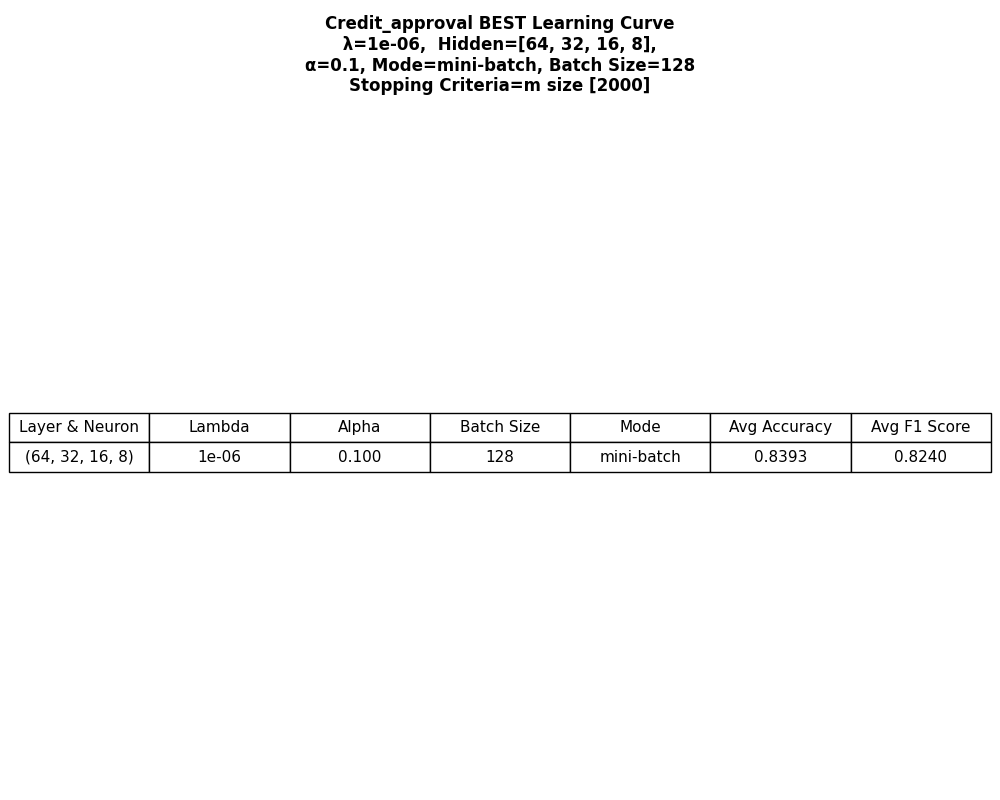 Credit_approval BEST Learning Curve
λ=1e-06,  Hidden=[64, 32, 16, 8],
α=0.1, Mode=mini-batch, Batch Size=128
Stopping Criteria=m size [2000]
Layer & Neuron Lambda Alpha Batch Size Mode Avg Accuracy Avg F1 Score
(64, 32, 16, 8) 1e-06 0.100 128 mini-batch 0.8393 0.8240